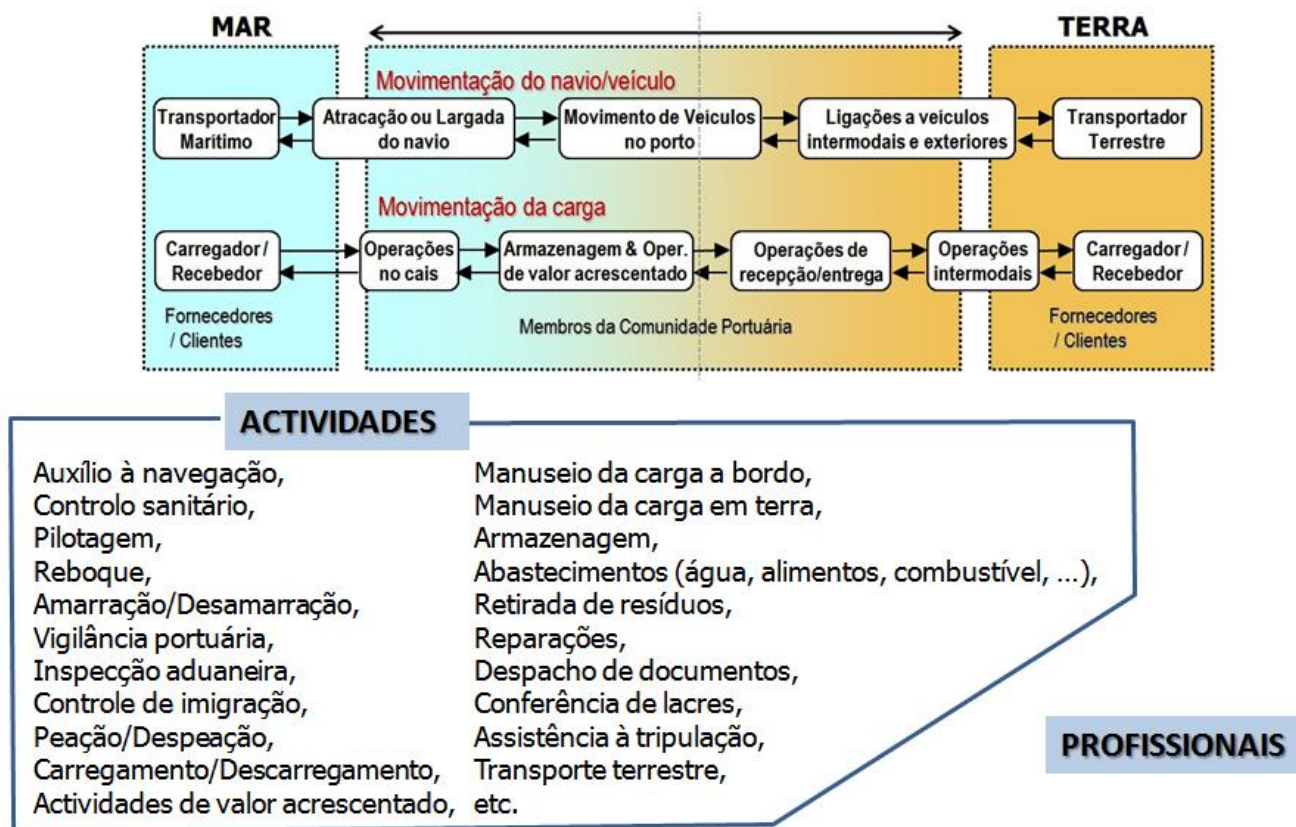 MAR
TERRA
Movimentação do navio/veículo
Transportador
Marítimo
Atracação ou Largada
do navio
Movimento de Veículos
no porto
Ligações a veiculos
intermodais e exteriores
Transportador
Terrestre
Movimentação da carga
Carregador /
Recebedor
Operações
no cais
Armazenagem & Oper.
de valor acrescentado
Operações de
recepção/entrega
Operações
intermodais
Carregador /
Recebedor
Fornecedores
/ Clientes
Membros da Comunidade Portuária
Fornecedores
/ Clientes
ACTIVIDADES
Auxílio à navegação,
Controlo sanitário,
Pilotagem,
Reboque,
Amarração/Desamarração,
Vigilância portuária,
Inspecção aduaneira,
Controle de imigração,
Peação/Despeação,
Carregamento/Descarregamento,
Actividades de valor acrescentado,
Manuseio da carga a bordo,
Manuseio da carga em terra,
Armazenagem,
Abastecimentos (água, alimentos, combustível, ...),
Retirada de resíduos,
Reparações,
Despacho de documentos,
Conferência de lacres,
Assistência à tripulação,
Transporte terrestre,
etc.
PROFISSIONAIS